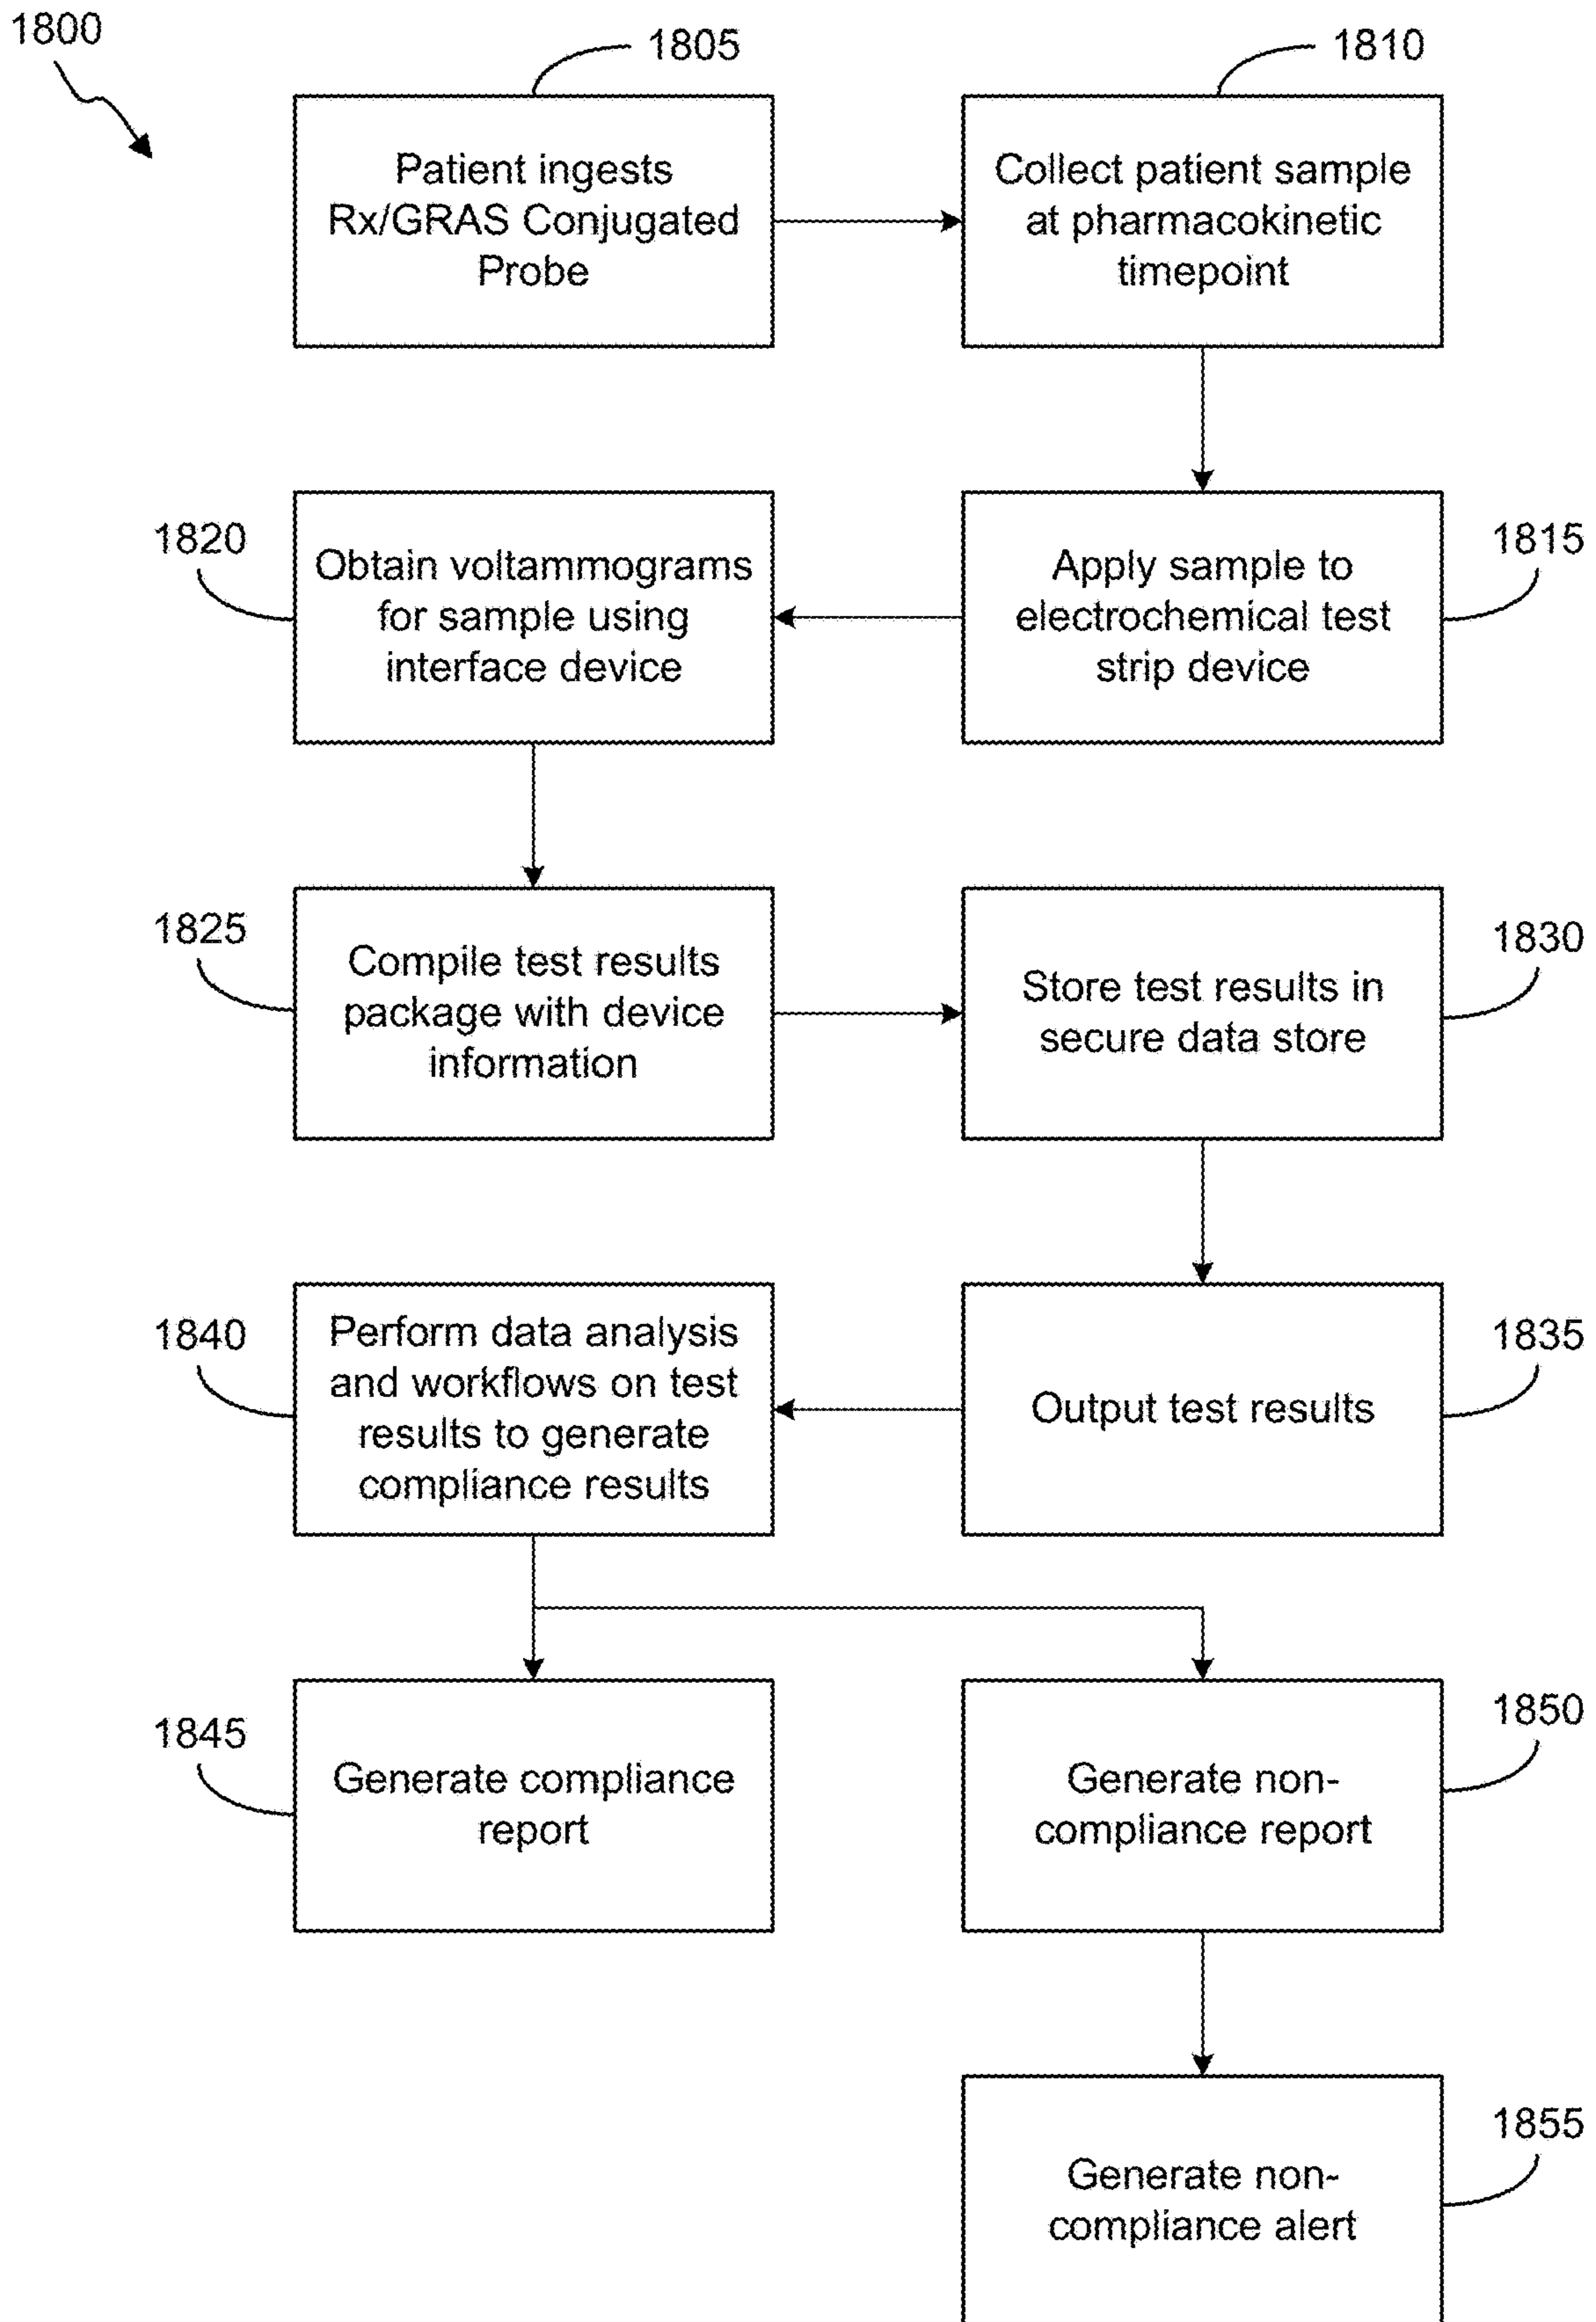 1800
1805
1810
Patient ingests
Rx/GRAS Conjugated
Probe
Collect patient sample
at pharmacokinetic
timepoint
1820
Obtain voltammograms
for sample using
interface device
Apply sample to
electrochemical test
strip device
1815
1825
Compile test results
package with device
information
Store test results in
secure data store
1830
1840
Perform data analysis
and workflows on test
results to generate
compliance results
Output test results
1835
1845
Generate compliance
report
Generate non-
compliance report
1850
Generate non-
compliance alert
1855